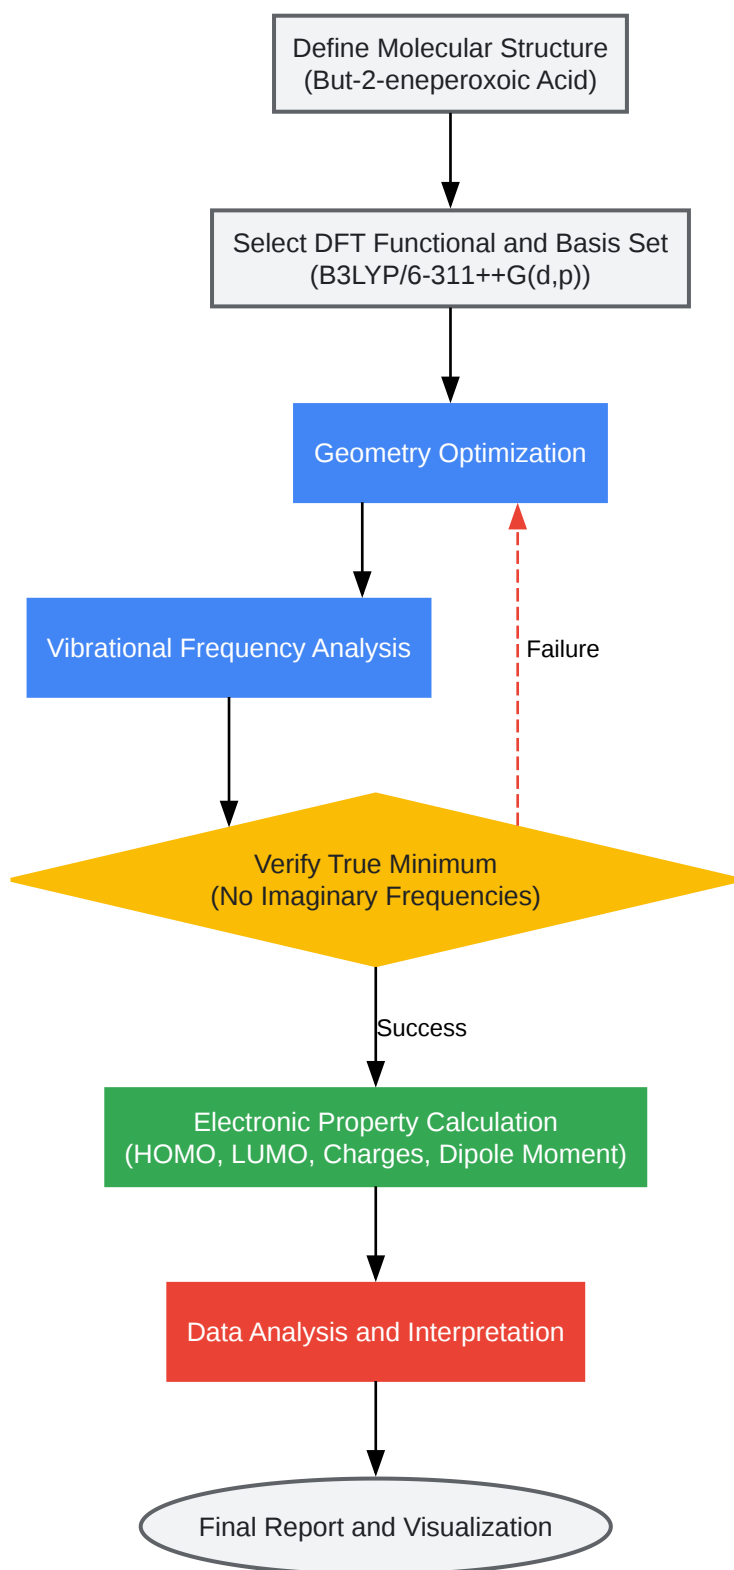 Define Molecular Structure
(But-2-eneperoxoic Acid)
Select DFT Functional and Basis Set
(B3LYP/6-311++G(d,p))
Geometry Optimization
Vibrational Frequency Analysis
Failure
Verify True Minimum
(No Imaginary Frequencies)
Success
Electronic Property Calculation
(HOMO, LUMO, Charges, Dipole Moment)
Data Analysis and Interpretation
Final Report and Visualization